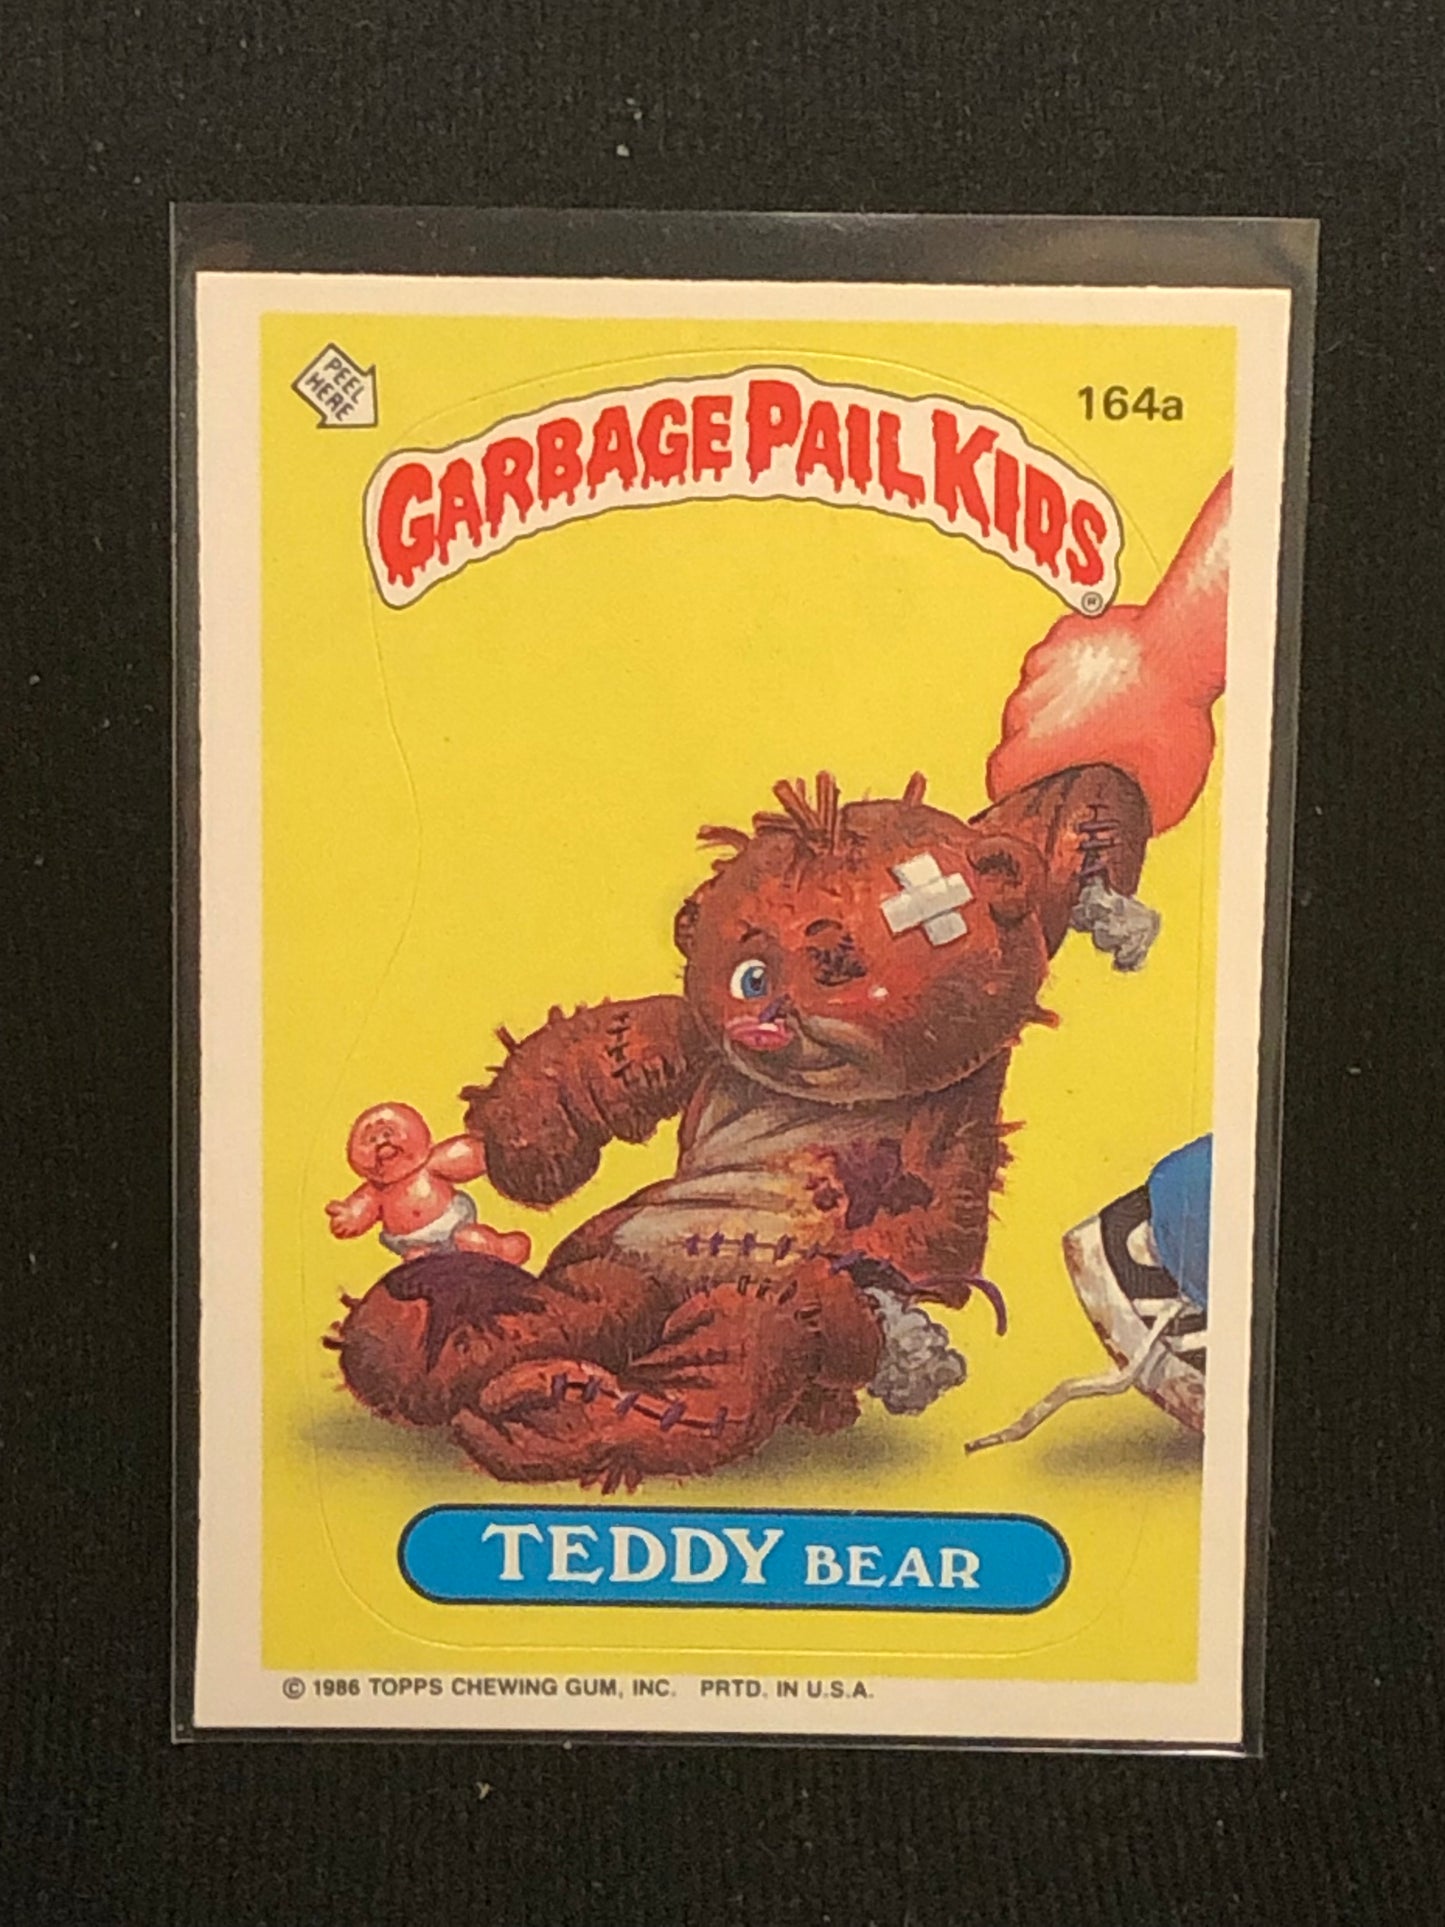 PEEL
HERE
164a
GARBAGE PAIL KIDS
®
TEDDY BEAR
© 1986 TOPPS CHEWING GUM, INC. PRTD. IN U.S.A.